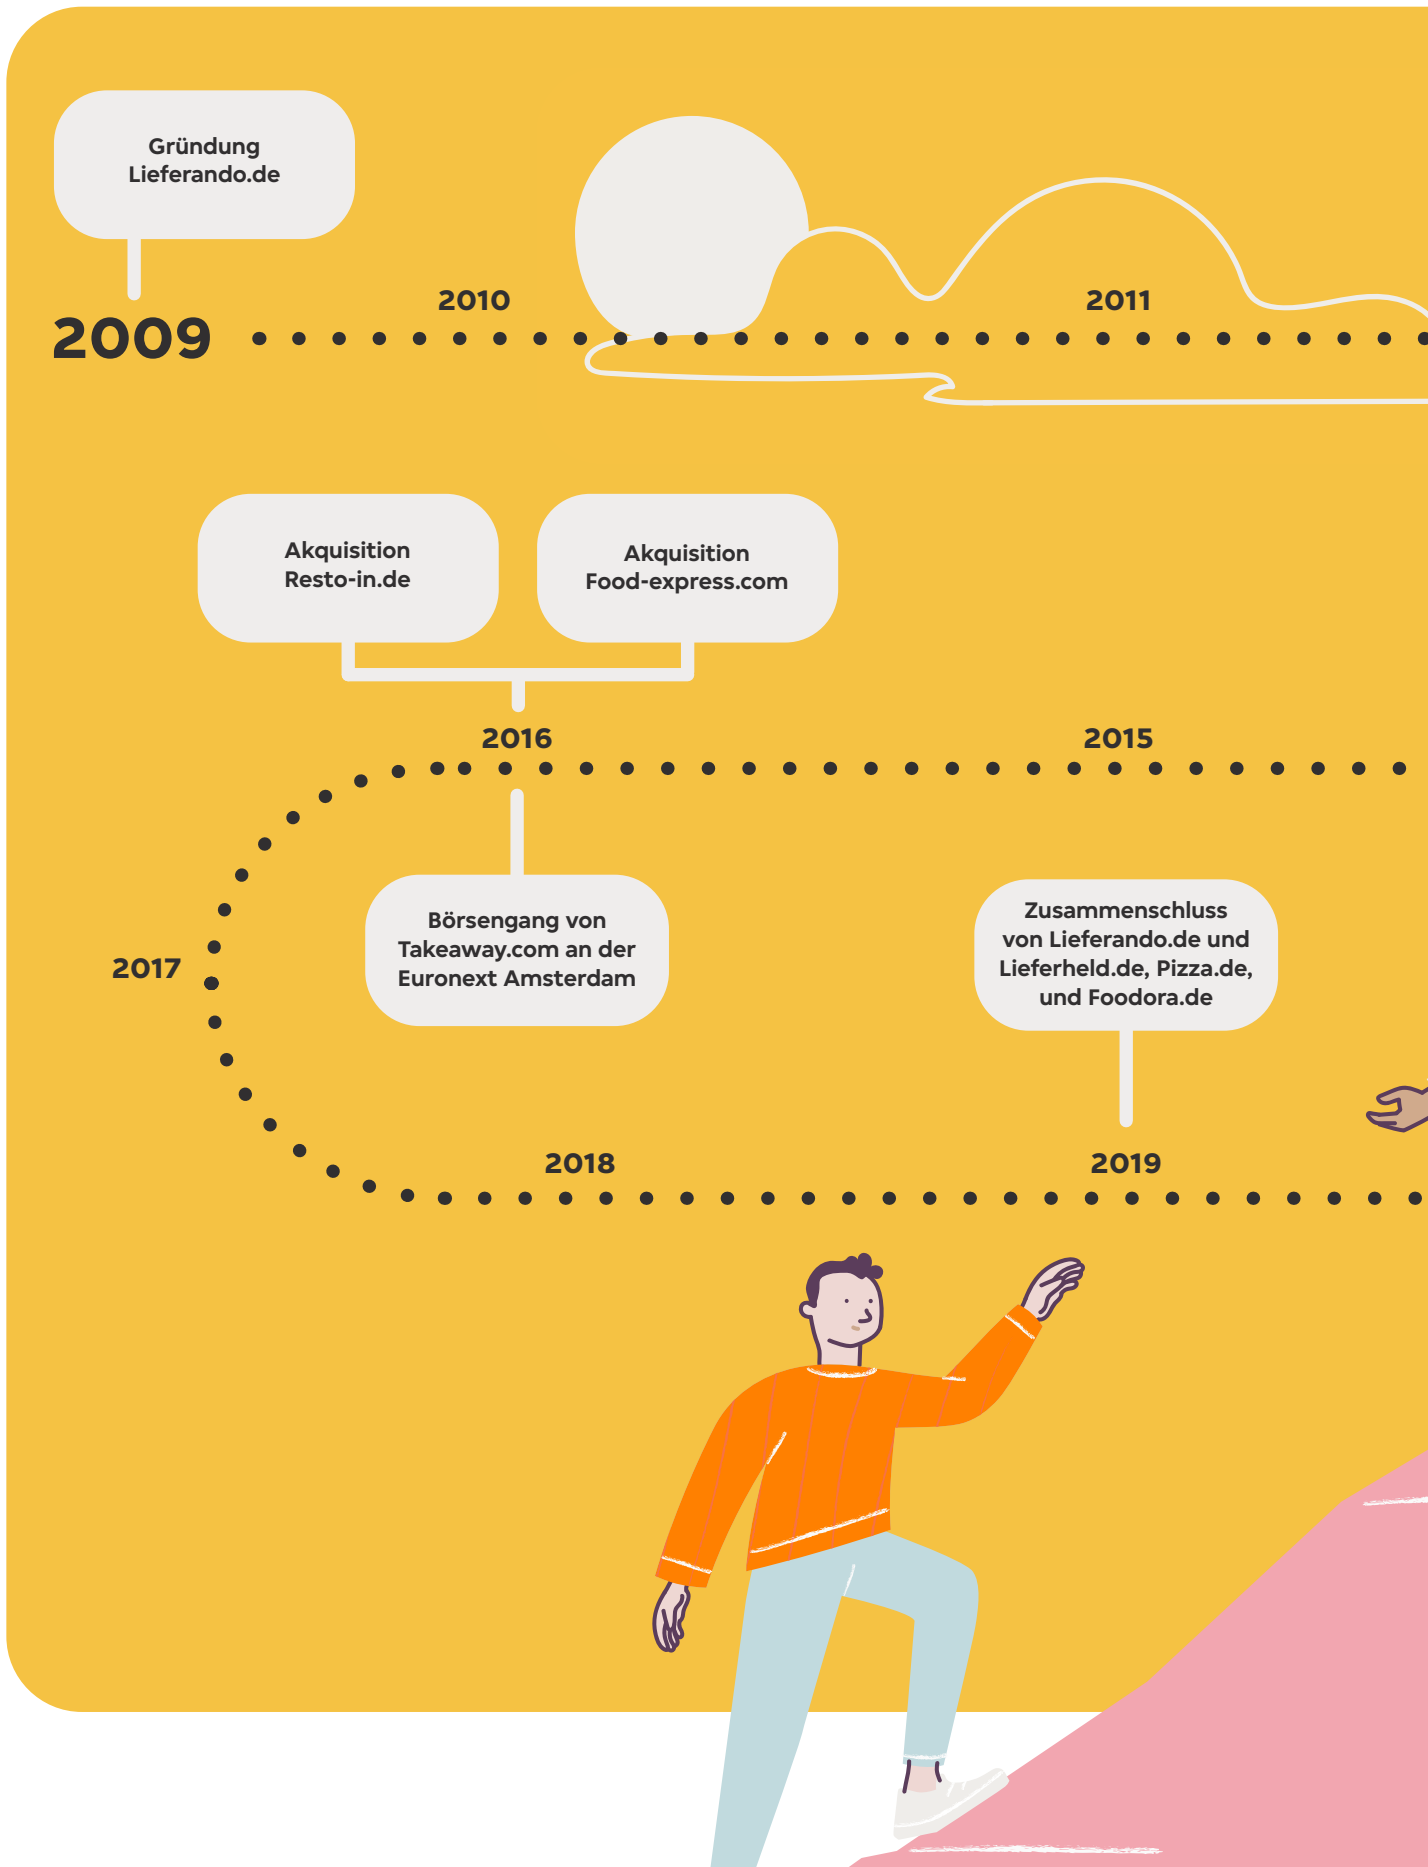 Gründung
Lieferando.de
2009
2010
2011
Akquisition
Resto-in.de
Akquisition
Food-express.com
2016
2015
Börsengang von
Takeaway.com an der
Euronext Amsterdam
Zusammenschluss
von Lieferando.de und
Lieferheld.de, Pizza.de,
und Foodora.de
2017
2018
2019